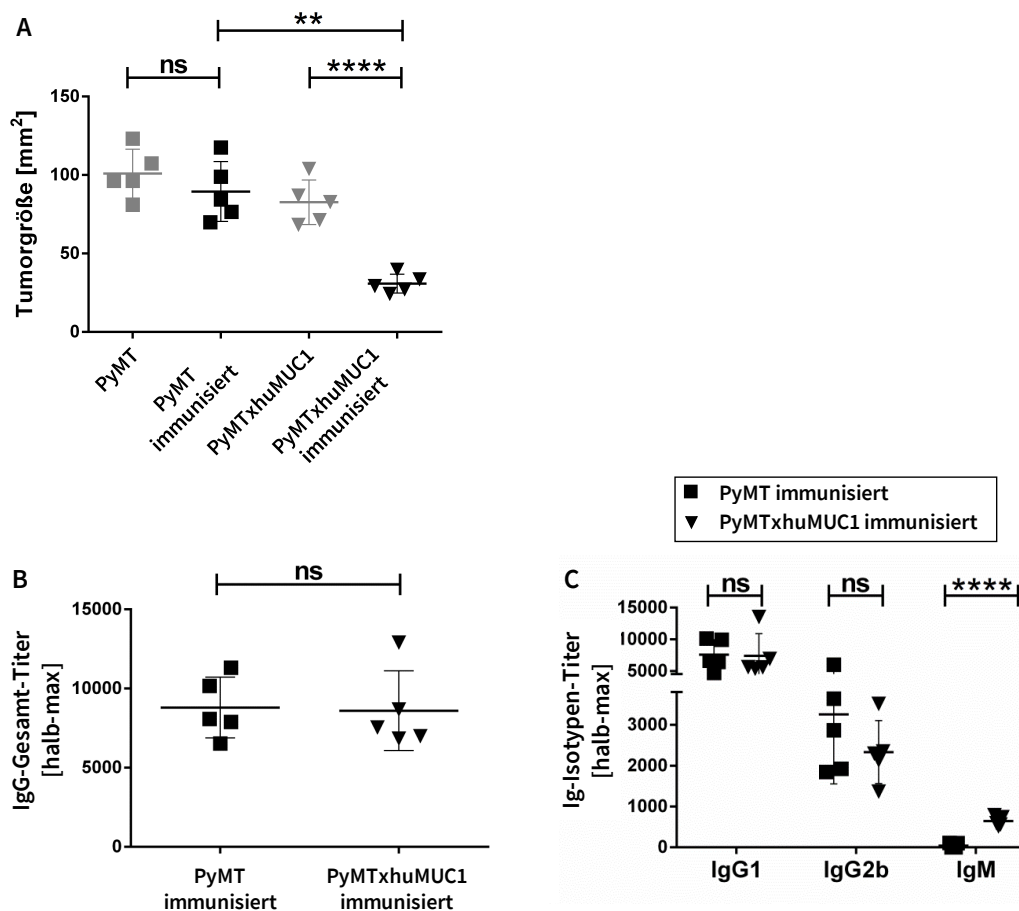 A
**
ns
****
Tumorgröße [mm²]
150
100
50
0
PyMT
PyMT
immunisiert
PyMTxhuMUC1
PyMTxhuMUC1
immunisiert
PyMT immunisiert
PyMTxhuMUC1 immunisiert
B
ns
IgG-Gesamt-Titer
[halb-max]
15000
10000
5000
0
PyMT
immunisiert
PyMTxhuMUC1
immunisiert
C
ns
ns
****
Ig-Isotypen-Titer
[halb-max]
15000
10000
5000
3000
2000
1000
0
IgG1
IgG2b
IgM